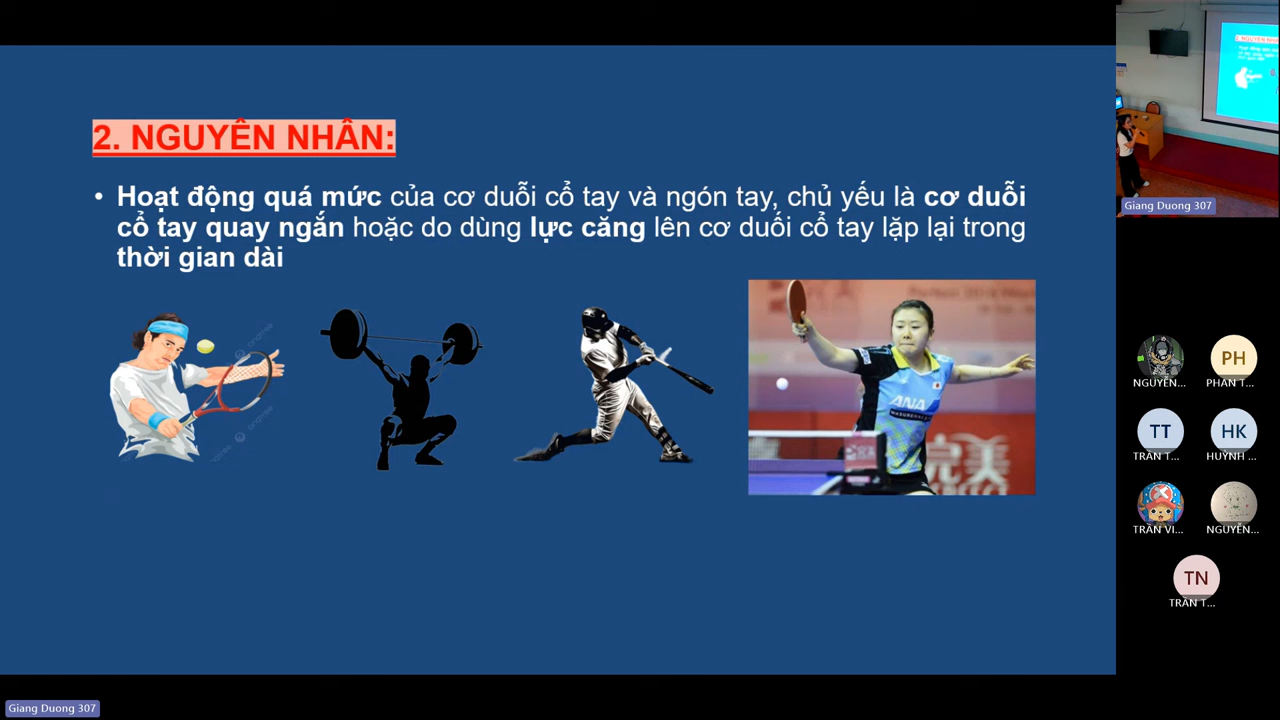 2. NGUYÊN NHÂN:
• Hoạt động quá mức của cơ duỗi cổ tay và ngón tay, chủ yếu là cơ duỗi
cổ tay quay ngắn hoặc do dùng lực căng lên cơ duỗi cổ tay lặp lại trong
thời gian dài
ANA
完美
Giang Duong 307
NGUYỄN...
PH
PHAN T...
TT
TRẦN T...
HK
HUỲNH ...
TRẦN VI...
NGUYỄN...
TN
TRẦN T...
Giang Duong 307